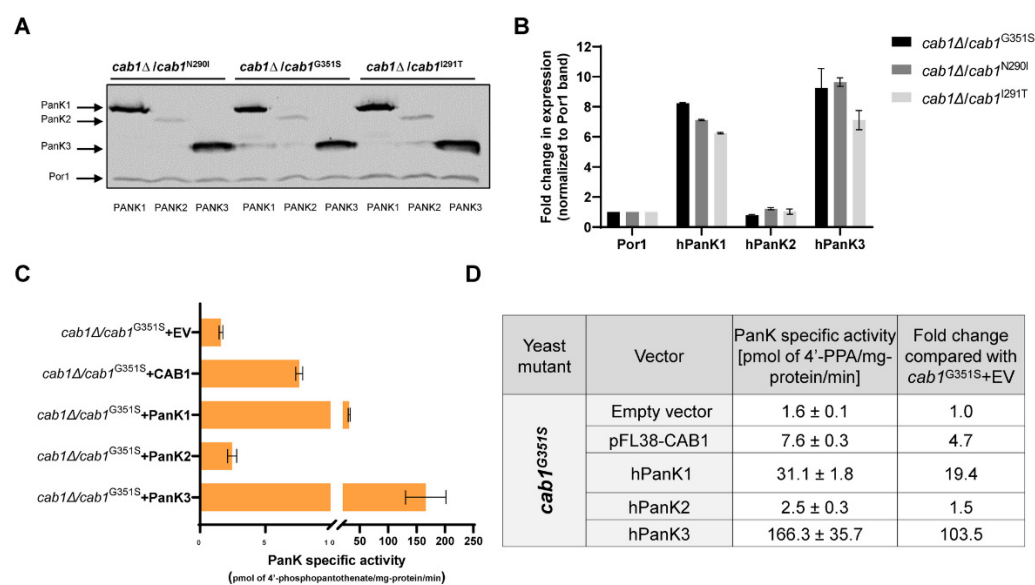 A
cab1Δ/cab1N290I cab1Δ/cab1G351S cab1Δ/cab1I291T
PanK1
PanK2
PanK3
Por1
PANK1 PANK2 PANK3 PANK1 PANK2 PANK3 PANK1 PANK2 PANK3
B
Fold change in expression
(normalized to Por1 band)
12
10
8
6
4
2
0
Por1 hPanK1 hPanK2 hPanK3
cab1Δ/cab1G351S
cab1Δ/cab1N290I
cab1Δ/cab1I291T
C
cab1Δ/cab1G351S+EV
cab1Δ/cab1G351S+CAB1
cab1Δ/cab1G351S+PanK1
cab1Δ/cab1G351S+PanK2
cab1Δ/cab1G351S+PanK3
0 5 10 50 100 150 200 250
PanK specific activity
(pmol of 4'-phosphopantothenate/mg-protein/min)
D
Yeast mutant Vector PanK specific activity [pmol of 4’-PPA/mg-protein/min] Fold change compared with cab1G351S+EV
cab1G351S
Empty vector 1.6 ± 0.1 1.0
pFL38-CAB1 7.6 ± 0.3 4.7
hPanK1 31.1 ± 1.8 19.4
hPanK2 2.5 ± 0.3 1.5
hPanK3 166.3 ± 35.7 103.5